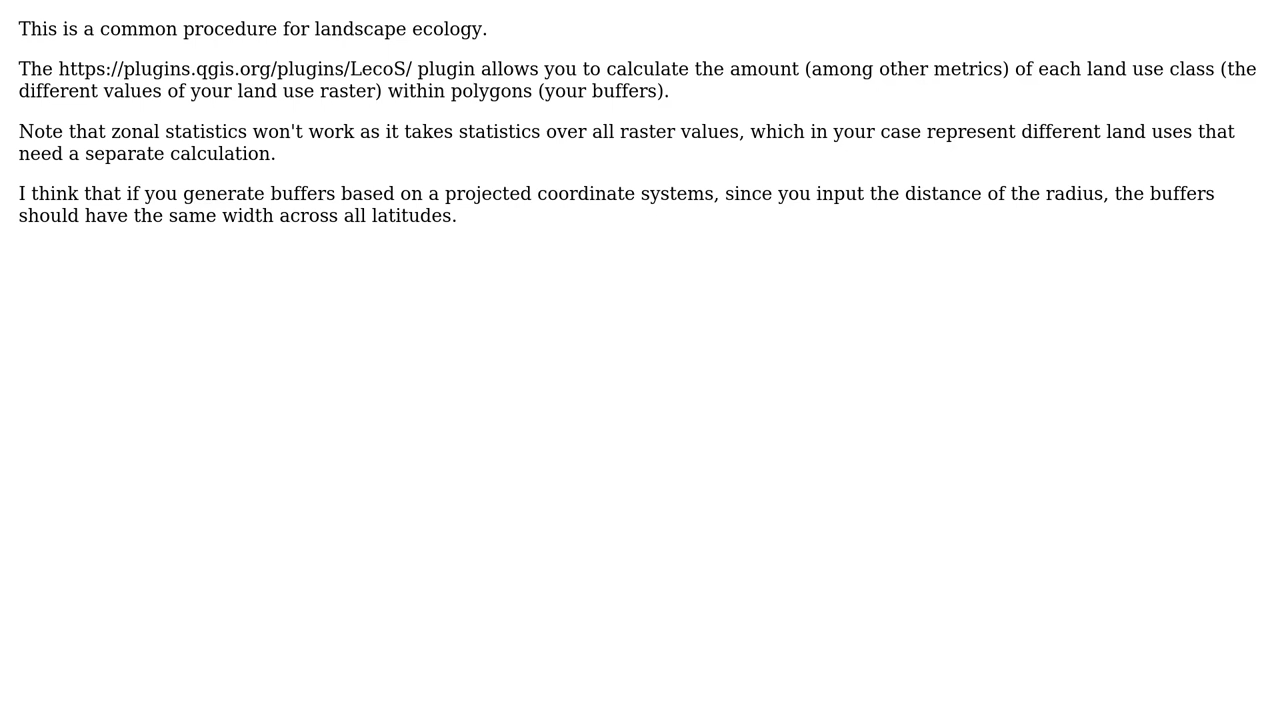 This is a common procedure for landscape ecology.
The https://plugins.qgis.org/plugins/LecoS/ plugin allows you to calculate the amount (among other metrics) of each land use class (the
different values of your land use raster) within polygons (your buffers).
Note that zonal statistics won't work as it takes statistics over all raster values, which in your case represent different land uses that
need a separate calculation.
I think that if you generate buffers based on a projected coordinate systems, since you input the distance of the radius, the buffers
should have the same width across all latitudes.